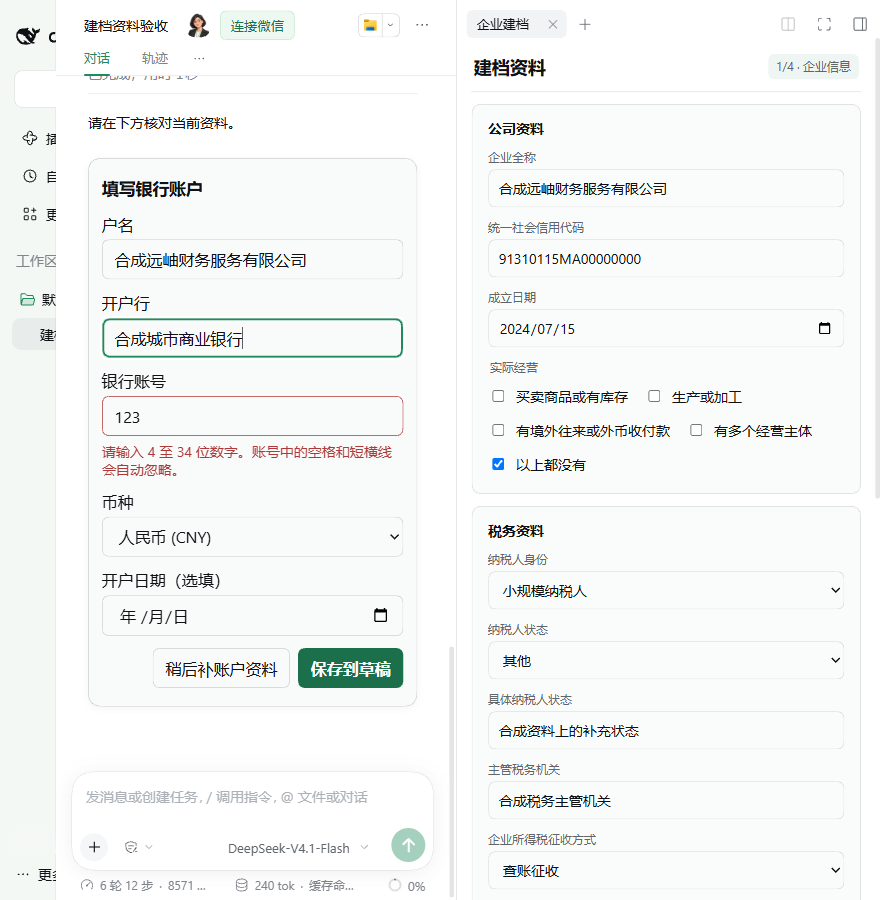 建档资料验收
连接微信
对话
轨迹
工作区
请在下方核对当前资料。
填写银行账户
户名
合成远岫财务服务有限公司
开户行
合成城市商业银行
银行账号
123
请输入 4 至 34 位数字。账号中的空格和短横线
会自动忽略。
币种
人民币 (CNY)
开户日期（选填）
年 /月/日
稍后补账户资料
保存到草稿
发消息或创建任务, / 调用指令, @ 文件或对话
DeepSeek-V4.1-Flash
6 轮 12 步 · 8571 ...
240 tok · 缓存命...
0%
企业建档
建档资料
1/4 · 企业信息
公司资料
企业全称
合成远岫财务服务有限公司
统一社会信用代码
91310115MA00000000
成立日期
2024/07/15
实际经营
买卖商品或有库存
生产或加工
有境外往来或外币收付款
有多个经营主体
以上都没有
税务资料
纳税人身份
小规模纳税人
纳税人状态
其他
具体纳税人状态
合成资料上的补充状态
主管税务机关
合成税务主管机关
企业所得税征收方式
查账征收